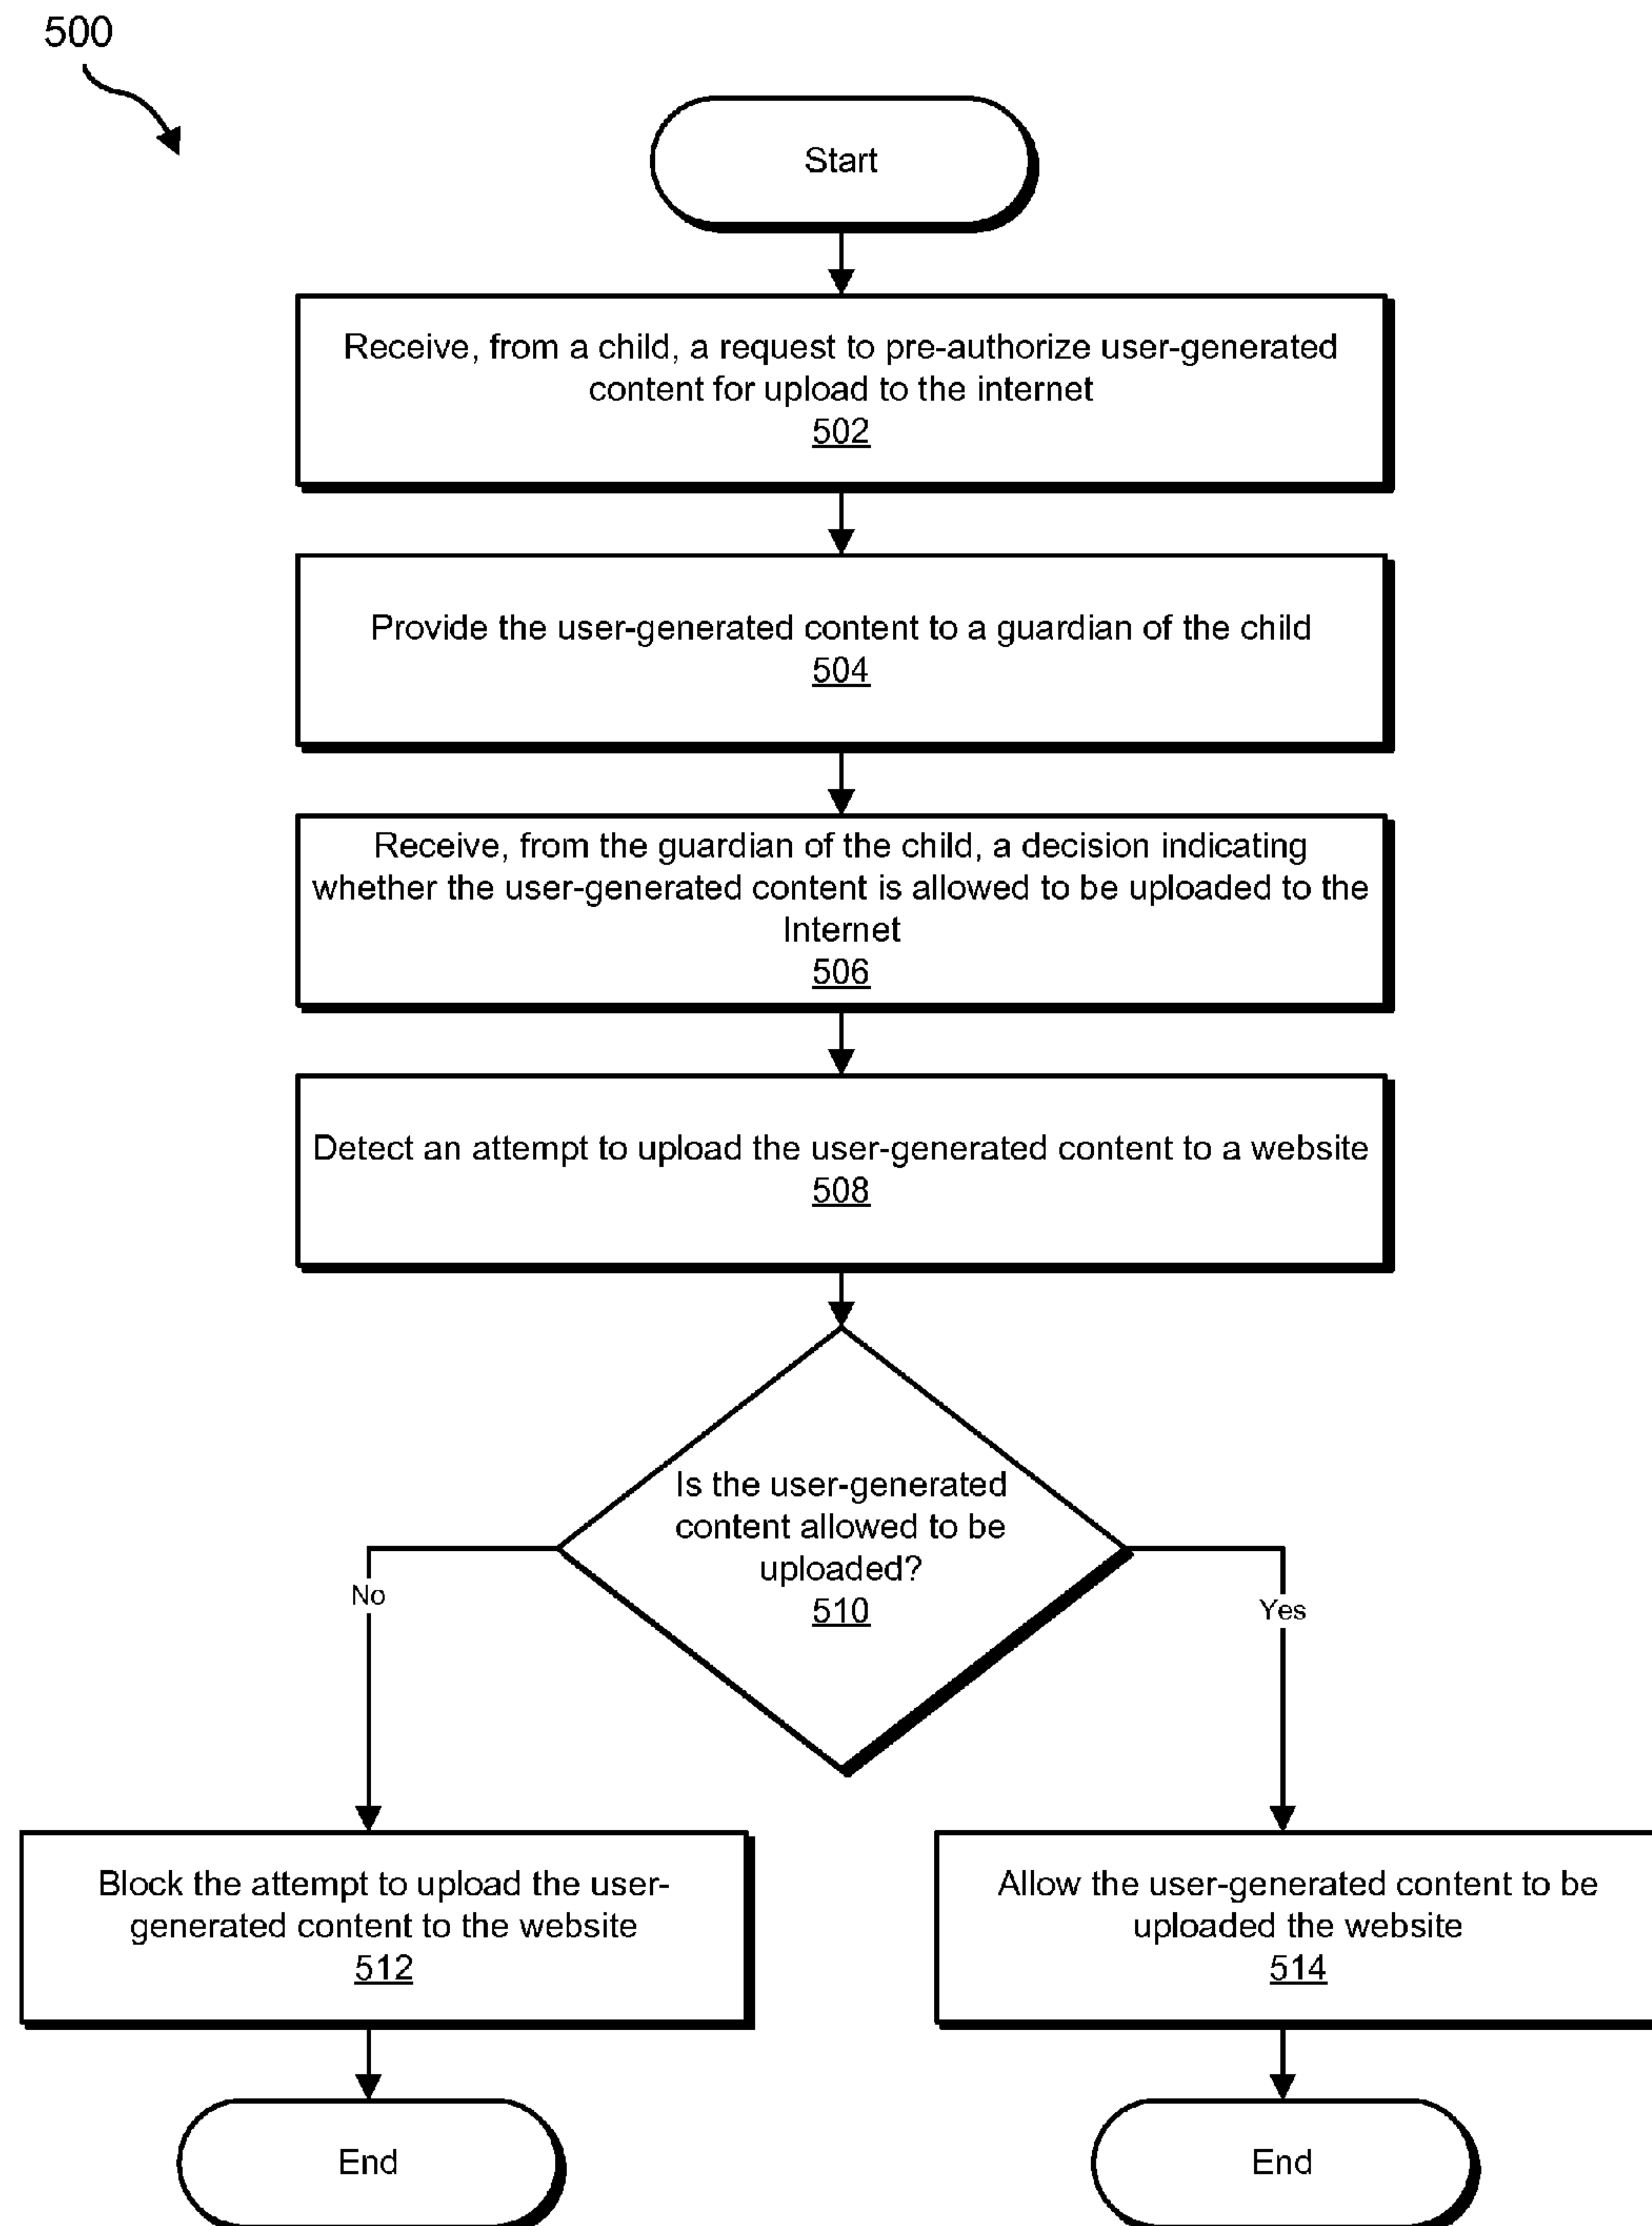 500
Start
Receive, from a child, a request to pre-authorize user-generated
content for upload to the internet
502
Provide the user-generated content to a guardian of the child
504
Receive, from the guardian of the child, a decision indicating
whether the user-generated content is allowed to be uploaded to the
Internet
506
Detect an attempt to upload the user-generated content to a website
508
Is the user-generated
content allowed to be
uploaded?
510
No
Yes
Block the attempt to upload the user-
generated content to the website
512
Allow the user-generated content to be
uploaded the website
514
End
End